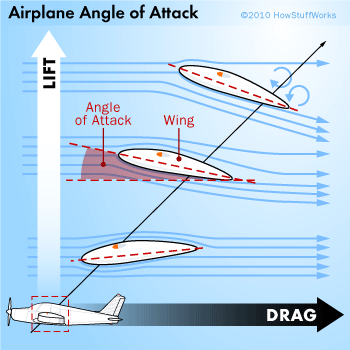 Airplane Angle of Attack
©2010 HowStuffWorks
LIFT
Angle
of Attack
Wing
DRAG